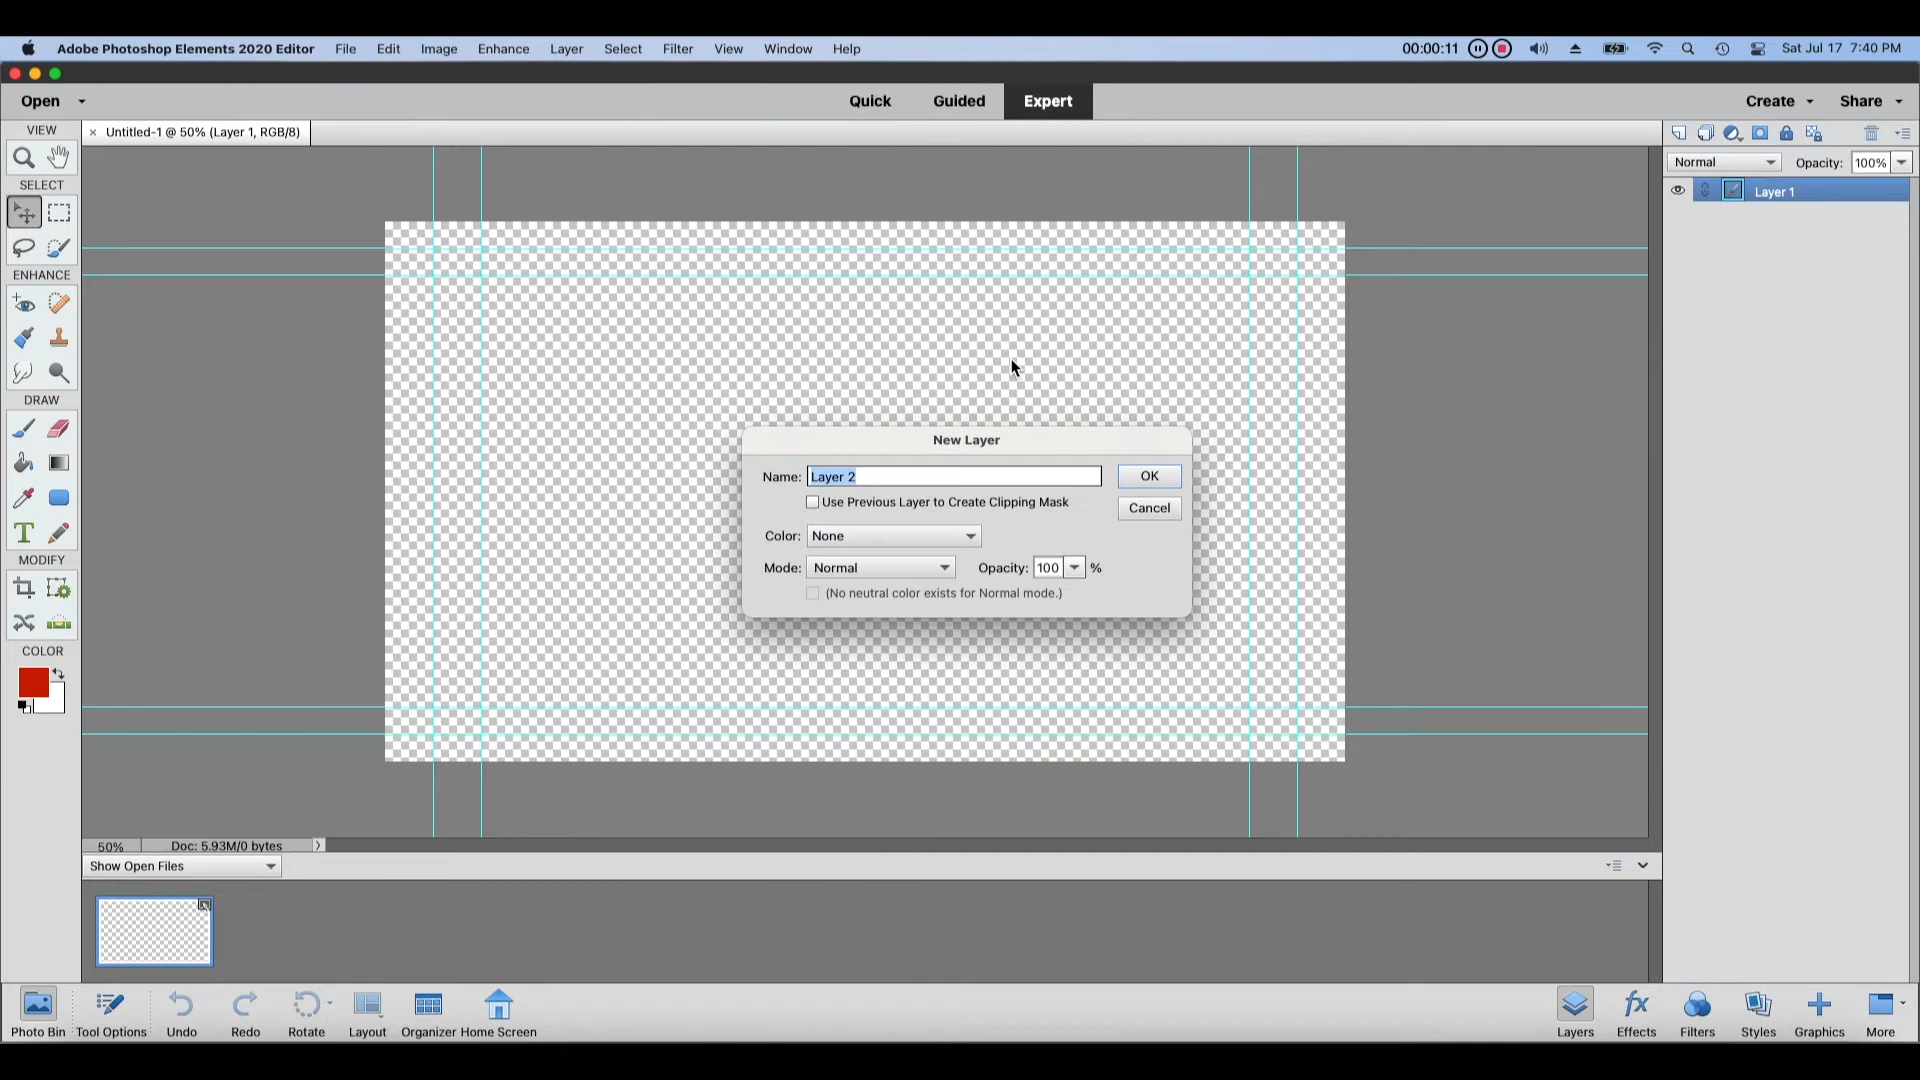 Adobe Photoshop Elements 2020 Editor File Edit Image Enhance Layer Select Filter View Window Help 00:00:11 Sat Jul 17 7:40 PM
Open Quick Guided Expert Create Share
VIEW
× Untitled-1 @ 50% (Layer 1, RGB/8)
Normal Opacity: 100%
SELECT
Layer 1
ENHANCE
DRAW
T
MODIFY
COLOR
New Layer
Name: Layer 2 OK
Use Previous Layer to Create Clipping Mask
Cancel
Color: None
Mode: Normal Opacity: 100 %
(No neutral color exists for Normal mode.)
50% Doc: 5.93M/0 bytes
Show Open Files
fx
Photo Bin Tool Options Undo Redo Rotate Layout Organizer Home Screen Layers Effects Filters Styles Graphics More